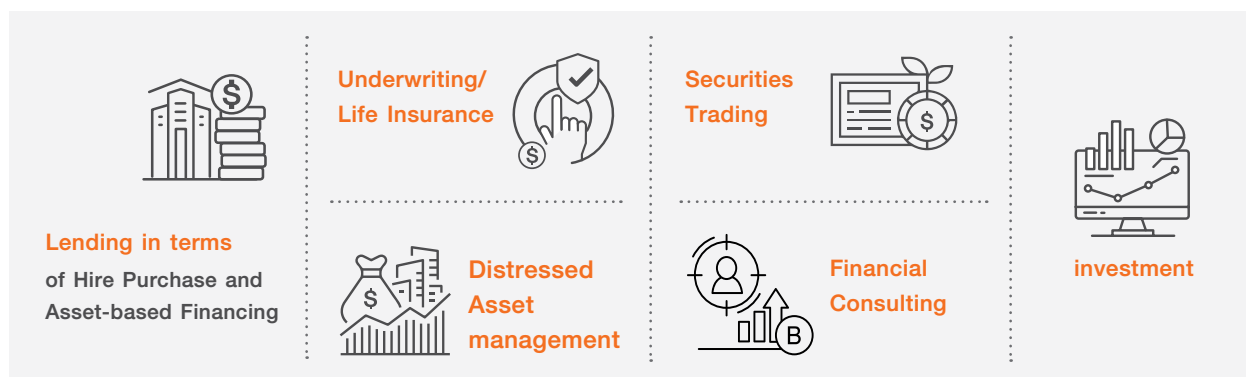 Lending in terms
of Hire Purchase and
Asset-based Financing
Underwriting/
Life Insurance
$
$
Distressed
Asset
management
$
Securities
Trading
$
Financial
Consulting
B
investment